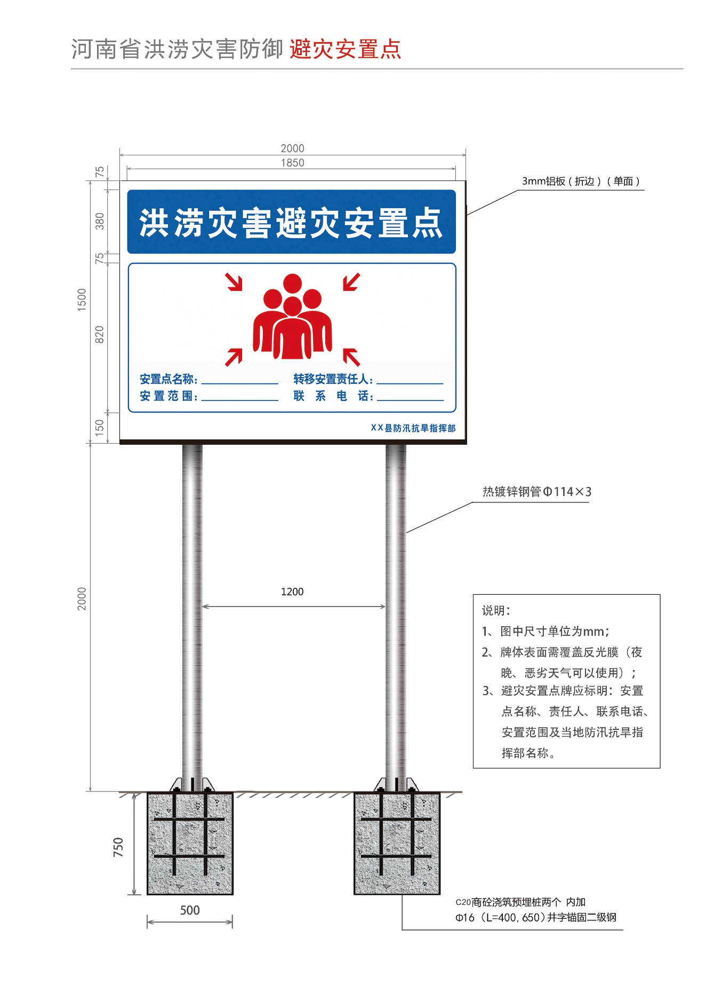 河南省洪涝灾害防御 避灾安置点
2000
1850
75
3mm铝板（折边）（单面）
380
洪涝灾害避灾安置点
75
1500
820
安置点名称：
转移安置责任人：
安置范围：
联系电话：
150
XX县防汛抗旱指挥部
热镀锌钢管Φ114×3
2000
1200
说明：
1、图中尺寸单位为mm；
2、牌体表面需覆盖反光膜（夜
晚、恶劣天气可以使用）；
3、避灾安置点牌应标明：安置
点名称、责任人、联系电话、
安置范围及当地防汛抗旱指
挥部名称。
750
500
C20商砼浇筑预埋桩两个 内加
Φ16（L=400，650）井字锚固二级钢